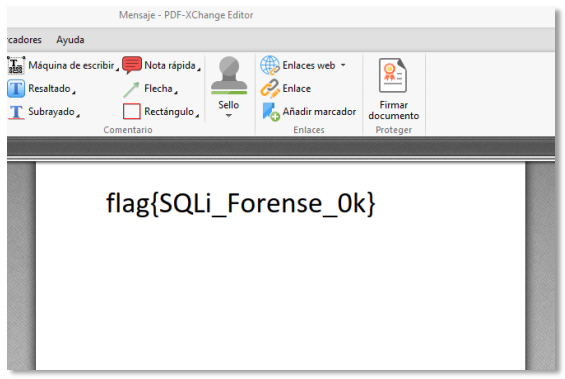 Mensaje - PDF-XChange Editor
rcadores Ayuda
Máquina de escribir Nota rápida Enlaces web
Resaltado Flecha Enlace
Subrayado Rectángulo Sello Añadir marcador Firmar documento
Comentario Enlaces Proteger
flag{SQLi_Forense_0k}